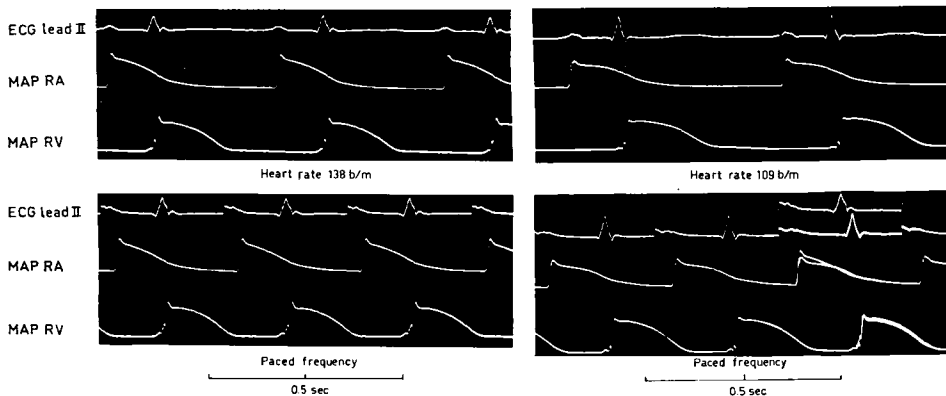 ECG lead II
MAP RA
MAP RV
Heart rate 138 b/m
Heart rate 109 b/m
ECG lead II
MAP RA
MAP RV
Paced frequency
Paced frequency
0.5 sec
0.5 sec